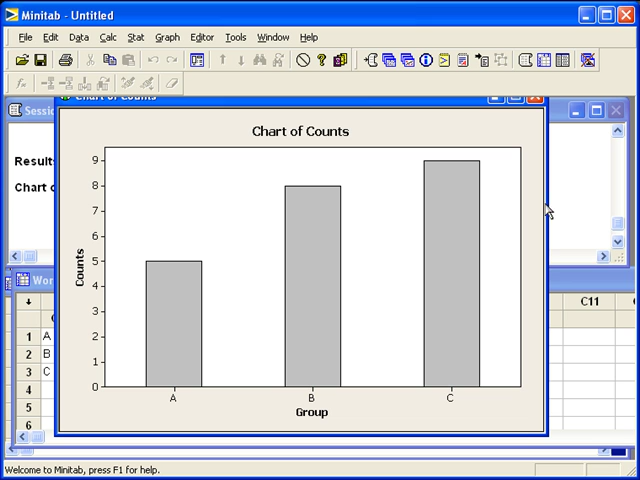 Minitab - Untitled
File Edit Data Calc Stat Graph Editor Tools Window Help
Chart of Counts
Results
Chart o
Chart of Counts
9
8
7
6
5
4
3
2
1
0
Counts
A B C
Group
C11
1 A
2 B
3 C
4
5
6
Welcome to Minitab, press F1 for help.